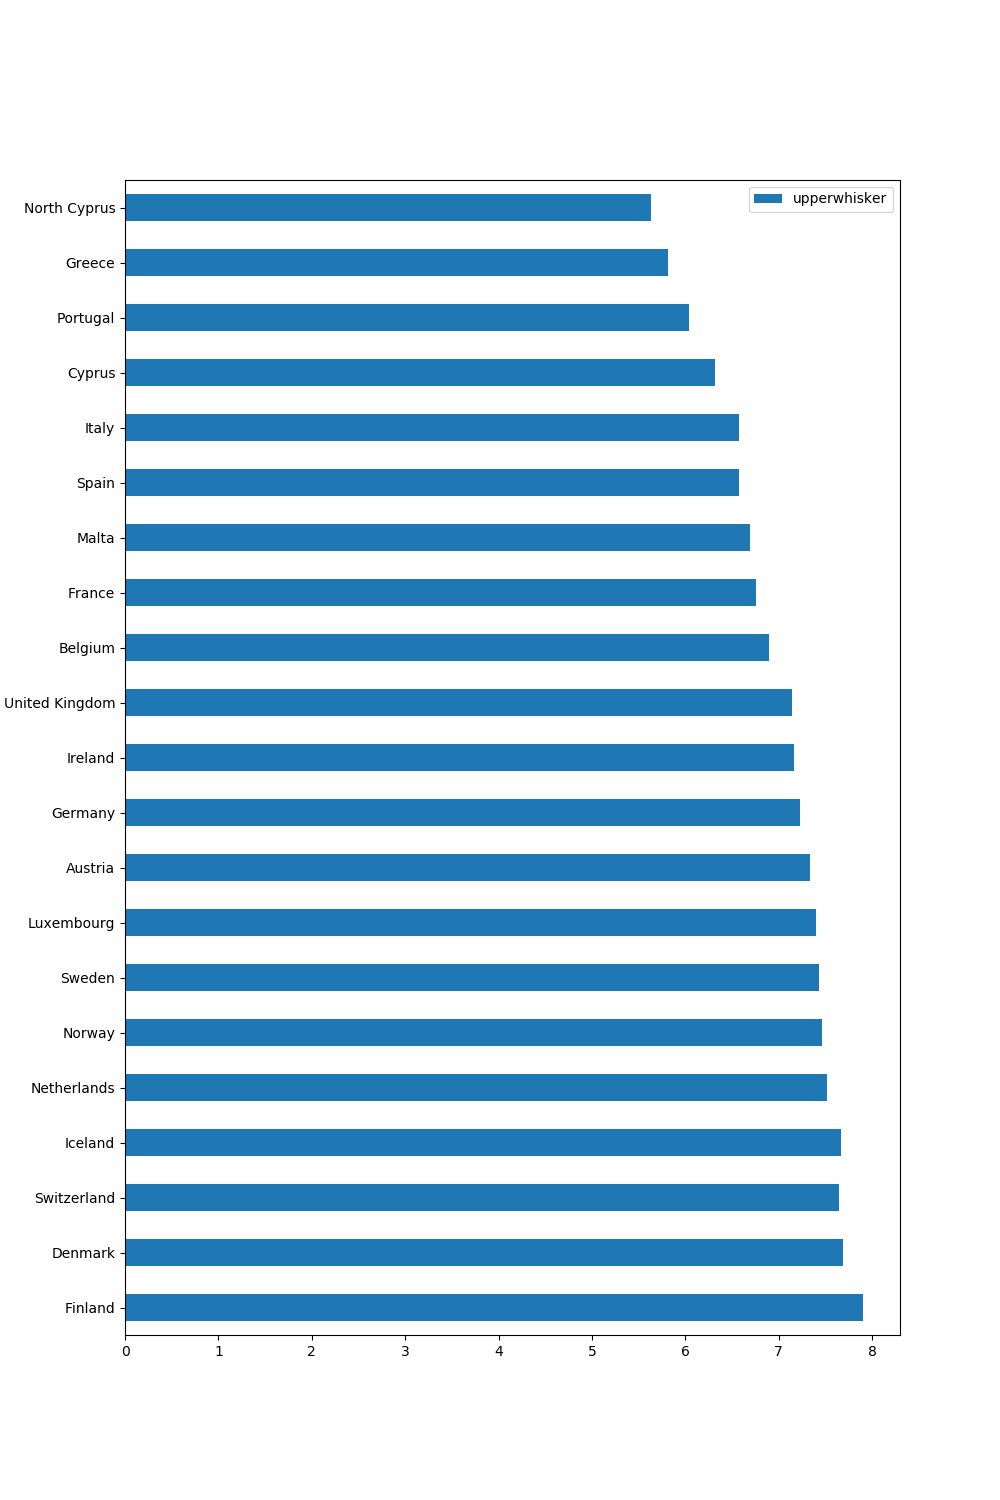 upperwhisker
North Cyprus
Greece
Portugal
Cyprus
Italy
Spain
Malta
France
Belgium
United Kingdom
Ireland
Germany
Austria
Luxembourg
Sweden
Norway
Netherlands
Iceland
Switzerland
Denmark
Finland
0 1 2 3 4 5 6 7 8